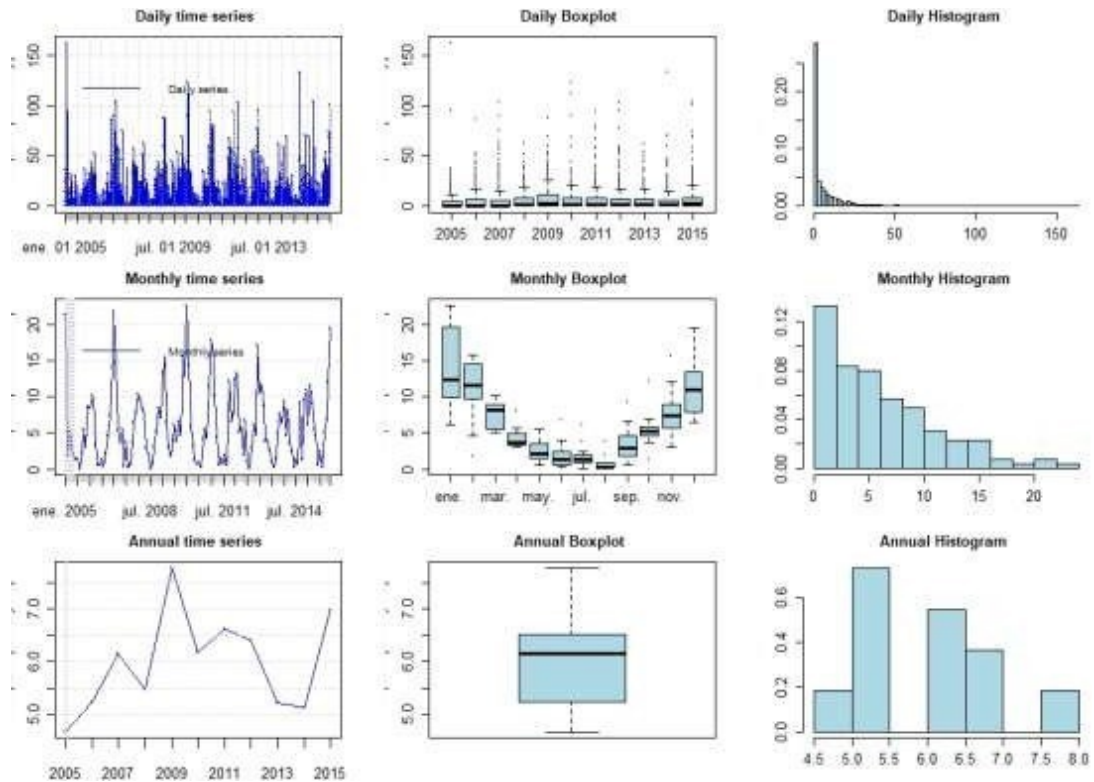 Daily time series
Daily Boxplot
Daily Histogram
150
100
50
0
Daily series
ene. 01 2005 jul. 01 2009 jul. 01 2013
150
100
50
0
2005 2007 2009 2011 2013 2015
0.20
0.10
0.00
0 50 100 150
Monthly time series
Monthly Boxplot
Monthly Histogram
20
15
10
5
0
Monthly series
ene. 2005 jul. 2008 jul. 2011 jul. 2014
20
15
10
5
0
ene. mar. may. jul. sep. nov.
0.12
0.08
0.04
0.00
0 5 10 15 20
Annual time series
Annual Boxplot
Annual Histogram
7.0
6.0
5.0
2005 2007 2009 2011 2013 2015
7.0
6.0
5.0
0.6
0.4
0.2
0.0
4.5 5.0 5.5 6.0 6.5 7.0 7.5 8.0